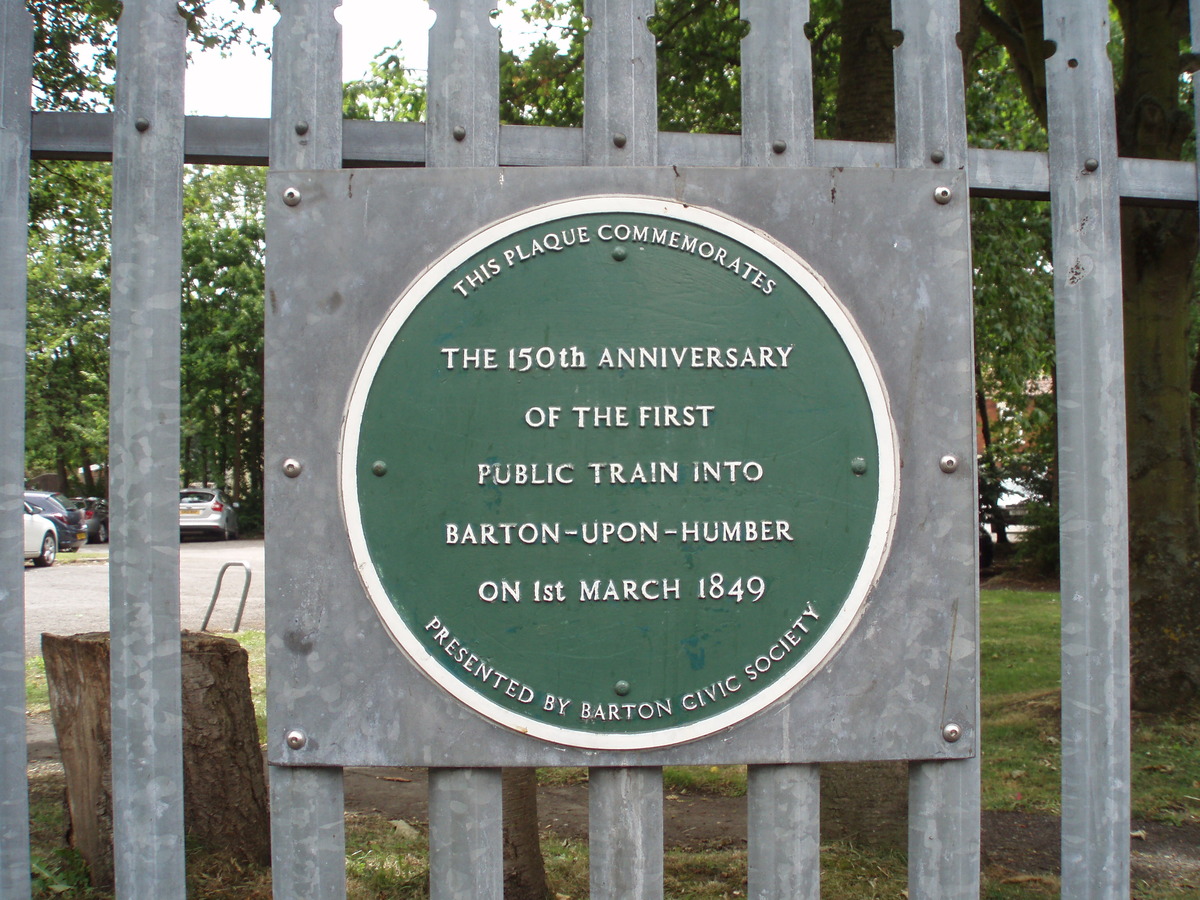 THIS PLAQUE COMMEMORATES
THE 150th ANNIVERSARY
OF THE FIRST
PUBLIC TRAIN INTO
BARTON-UPON-HUMBER
ON 1st MARCH 1849
PRESENTED BY BARTON CIVIC SOCIETY